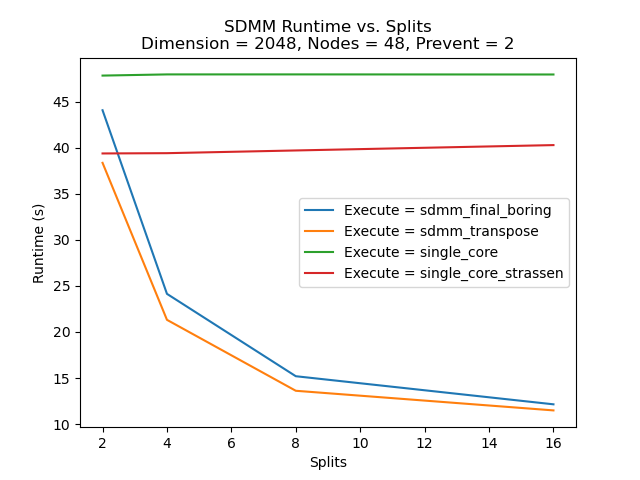 SDMM Runtime vs. Splits
Dimension = 2048, Nodes = 48, Prevent = 2
45
40
35
30
25
20
15
10
Runtime (s)
Execute = sdmm_final_boring
Execute = sdmm_transpose
Execute = single_core
Execute = single_core_strassen
2 4 6 8 10 12 14 16
Splits